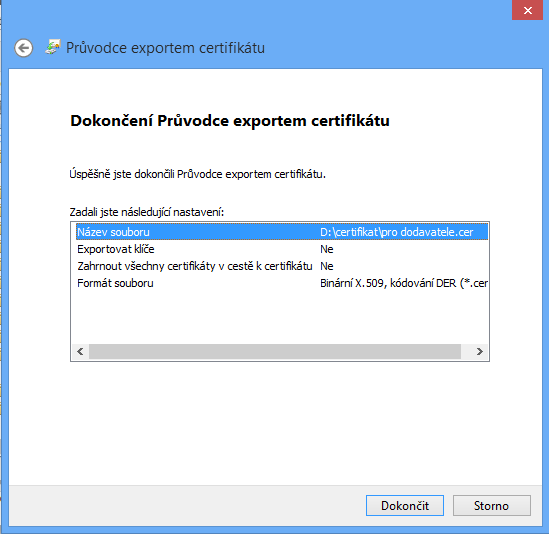 Průvodce exportem certifikátu
Dokončení Průvodce exportem certifikátu
Úspěšně jste dokončili Průvodce exportem certifikátu.
Zadali jste následující nastavení:
Název souboru D:\certifikat\pro dodavatele.cer
Exportovat klíče Ne
Zahrnout všechny certifikáty v cestě k certifikátu Ne
Formát souboru Binární X.509, kódování DER (*.cer
Dokončit Storno